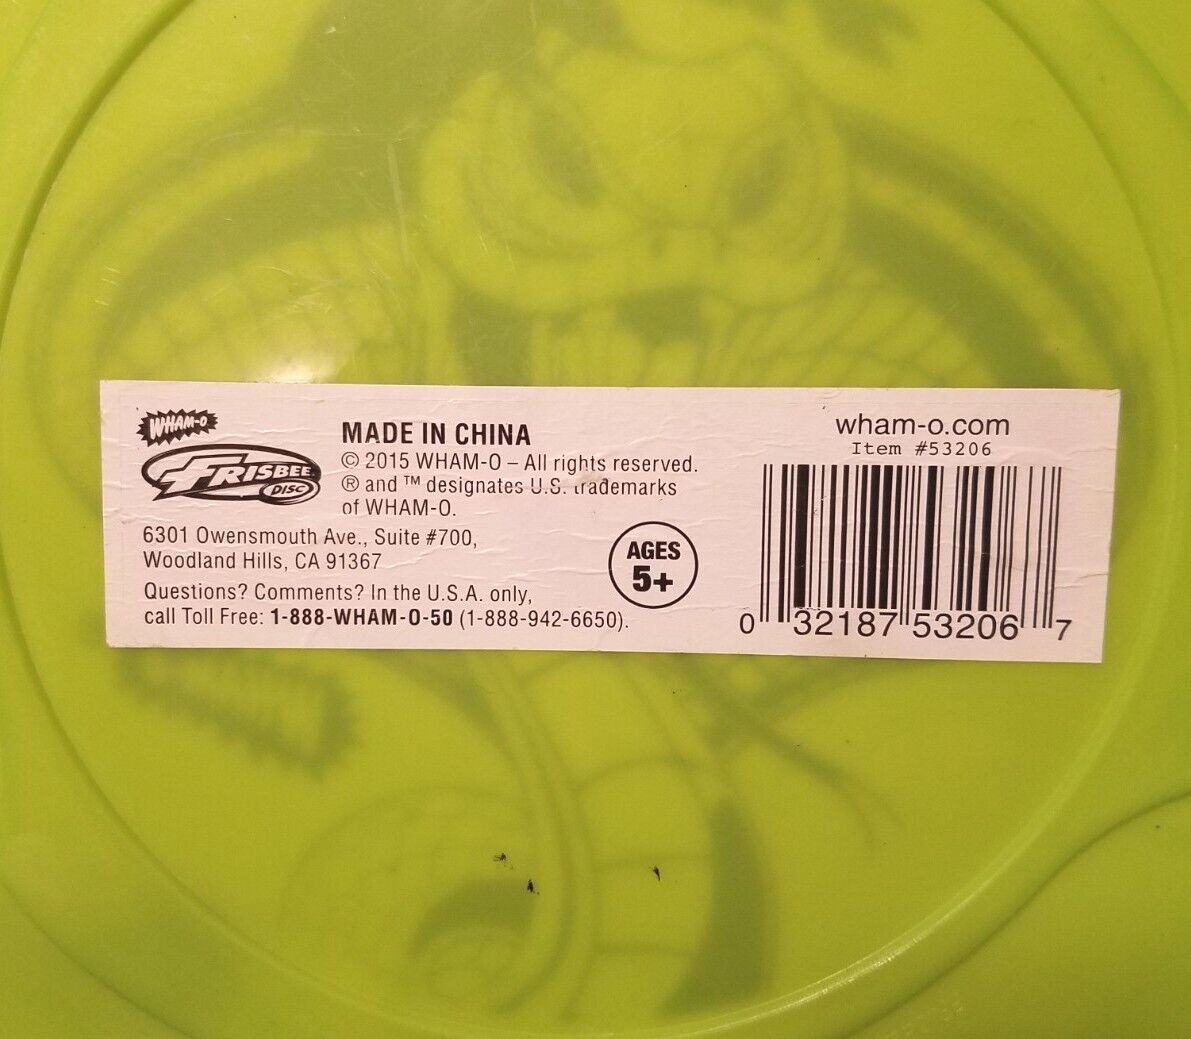 WHAM-O
FRISBEE
DISC
MADE IN CHINA
© 2015 WHAM-O – All rights reserved.
® and ™ designates U.S. trademarks
of WHAM-O.
6301 Owensmouth Ave., Suite #700,
Woodland Hills, CA 91367
Questions? Comments? In the U.S.A. only,
call Toll Free: 1-888-WHAM-O-50 (1-888-942-6650).
AGES
5+
wham-o.com
Item #53206
0 32187 53206 7